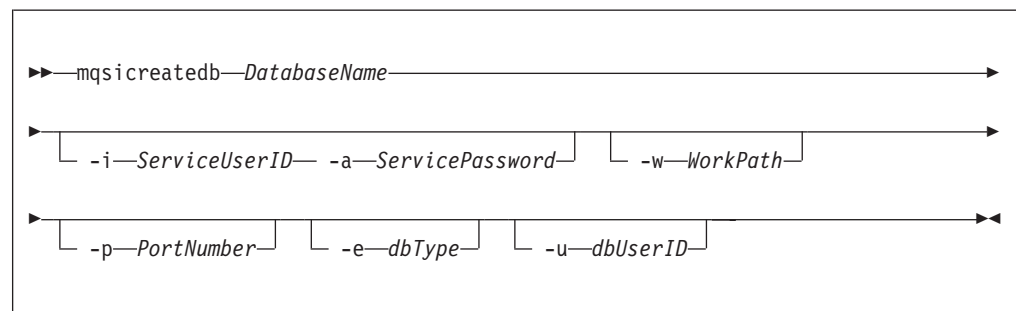 mqsicreatedb DatabaseName
-i ServiceUserID -a ServicePassword -w WorkPath
-p PortNumber -e dbType -u dbUserID